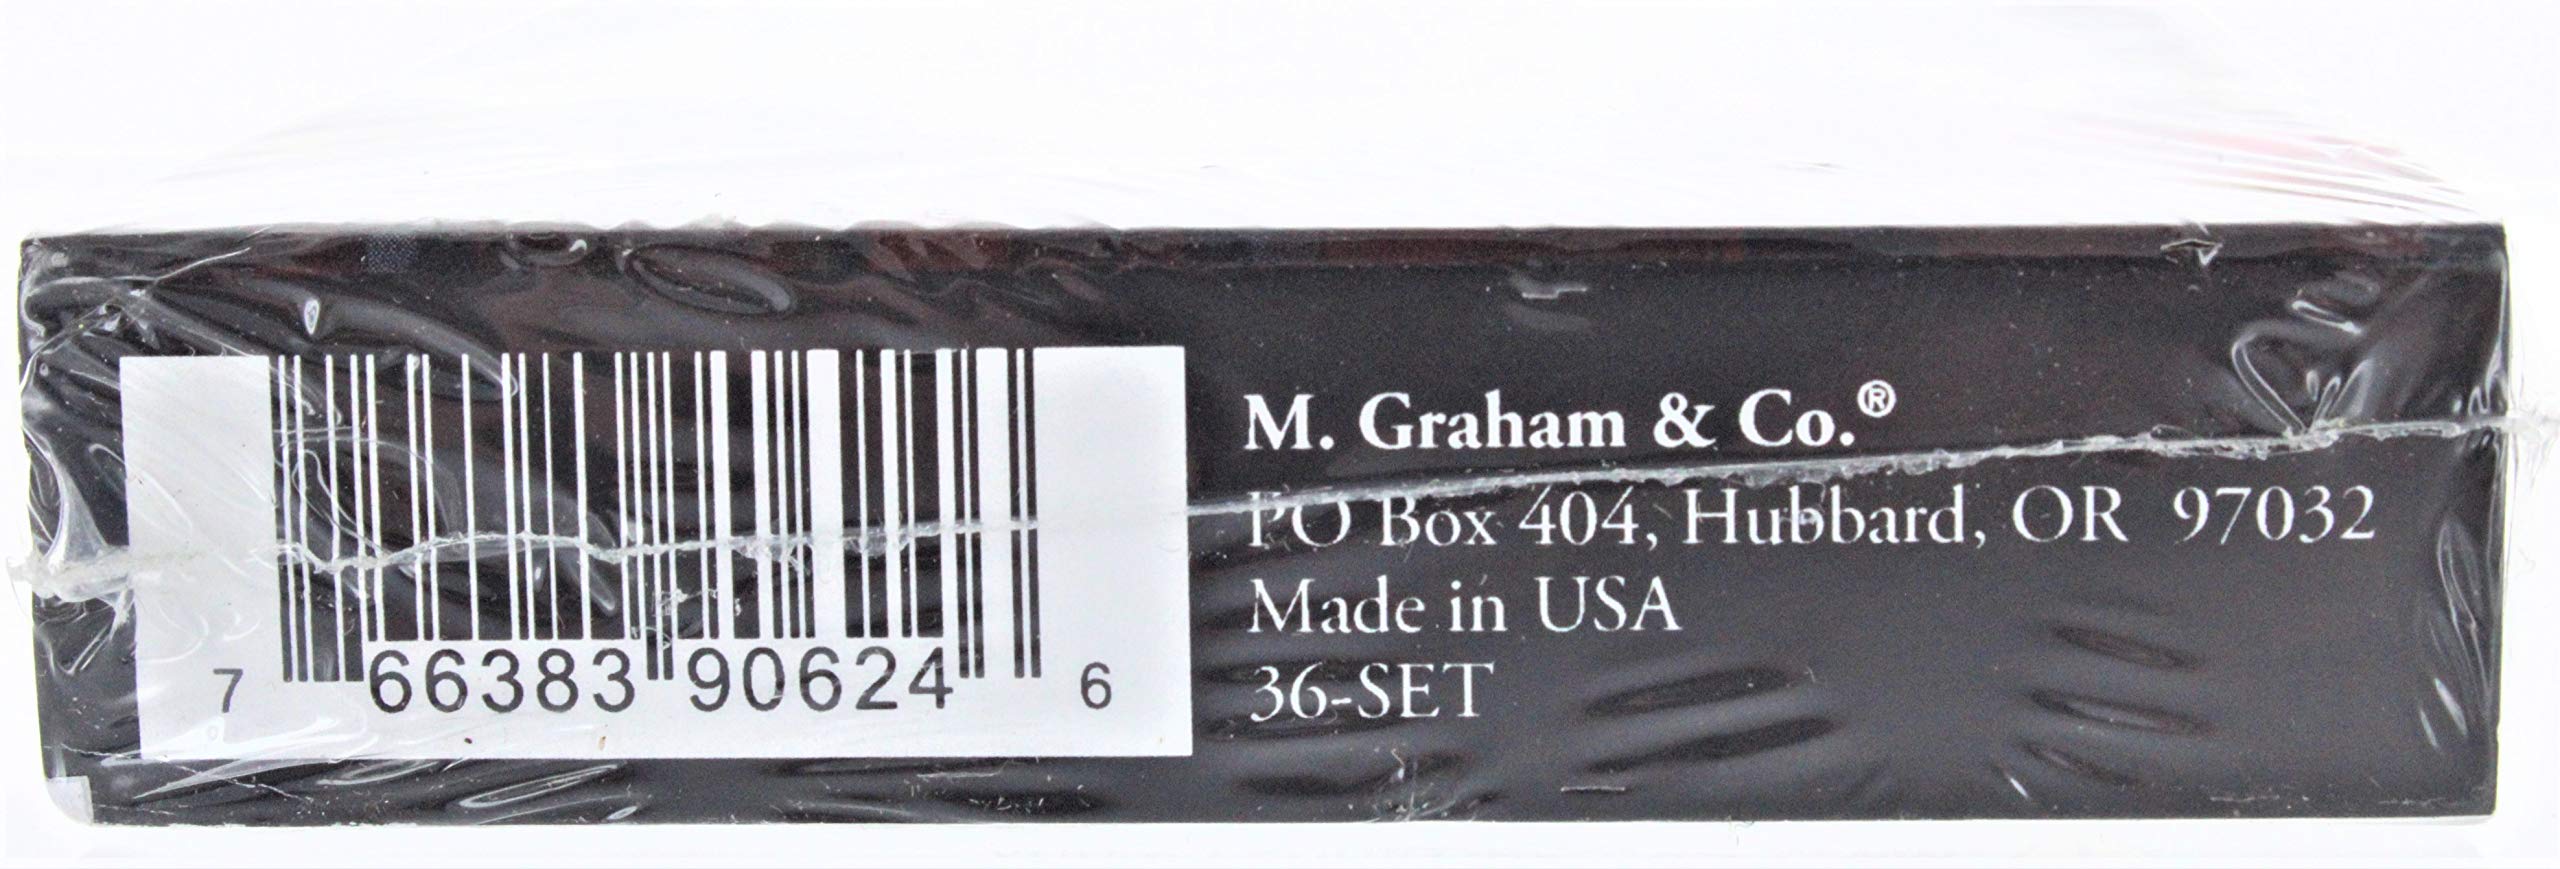 7 66383 90624 6
M. Graham & Co.®
PO Box 404, Hubbard, OR 97032
Made in USA
36-SET